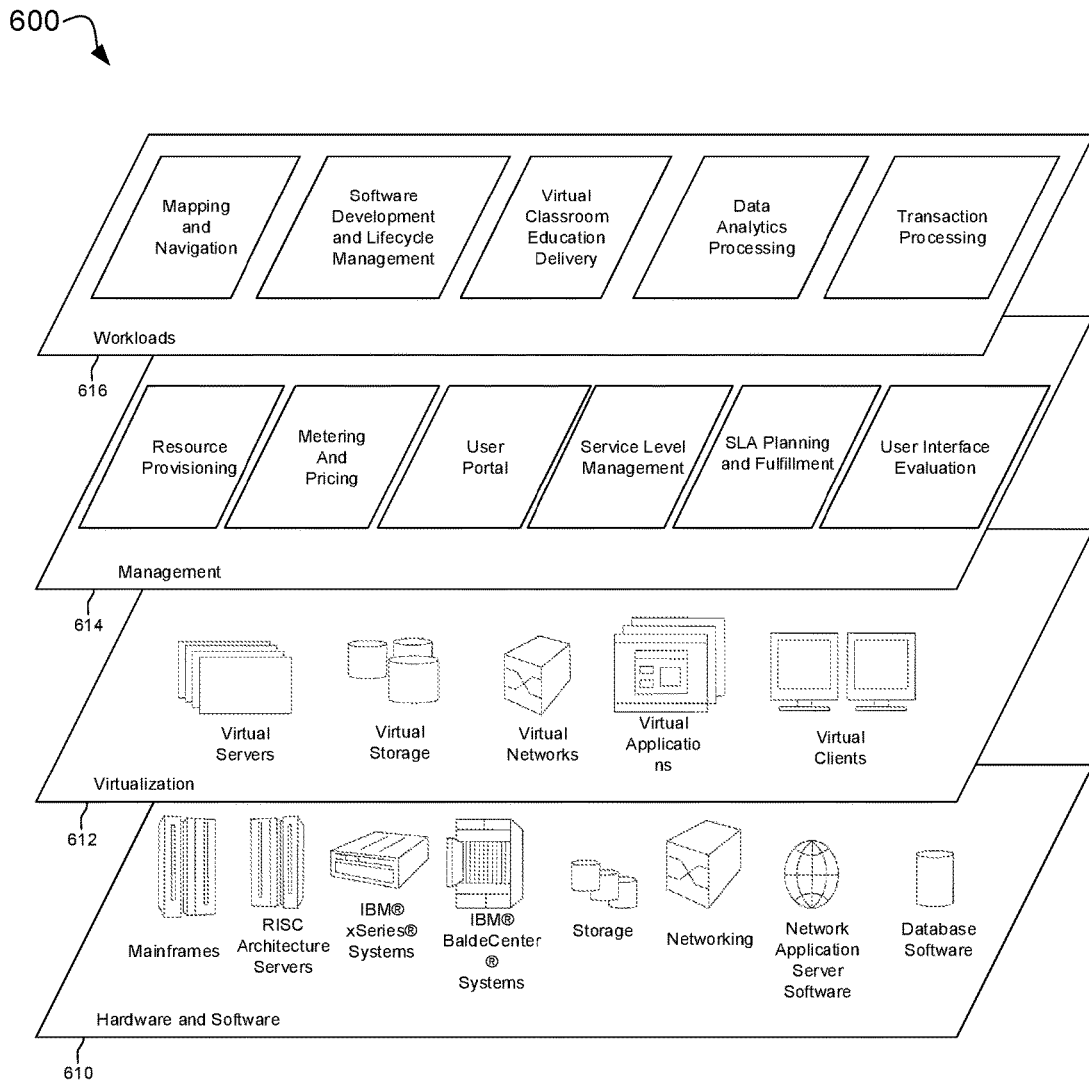 600
Mapping
and
Navigation
Software
Development
and Lifecycle
Management
Virtual
Classroom
Education
Delivery
Data
Analytics
Processing
Transaction
Processing
Workloads
616
Resource
Provisioning
Metering
And
Pricing
User
Portal
Service Level
Management
SLA Planning
and Fulfillment
User Interface
Evaluation
Management
614
Virtual
Servers
Virtual
Storage
Virtual
Networks
Virtual
Applicatio
ns
Virtual
Clients
Virtualization
612
Mainframes
RISC
Architecture
Servers
IBM®
xSeries®
Systems
IBM®
BaldeCenter
®
Systems
Storage
Networking
Network
Application
Server
Software
Database
Software
Hardware and Software
610